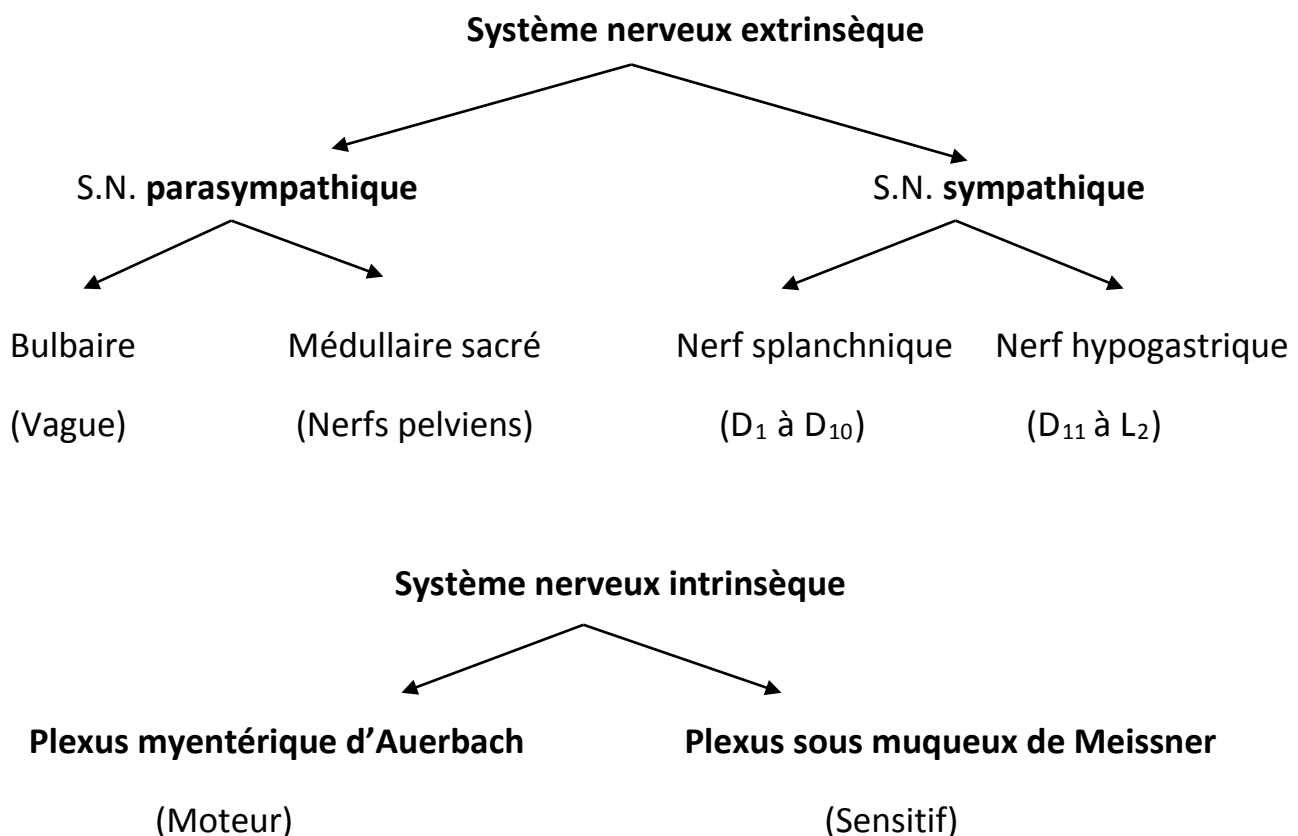 Système nerveux extrinsèque
S.N. parasympathique S.N. sympathique
Bulbaire Médullaire sacré Nerf splanchnique Nerf hypogastrique
(Vague) (Nerfs pelviens) (D₁ à D₁₀) (D₁₁ à L₂)
Système nerveux intrinsèque
Plexus myentérique d’Auerbach Plexus sous muqueux de Meissner
(Moteur) (Sensitif)